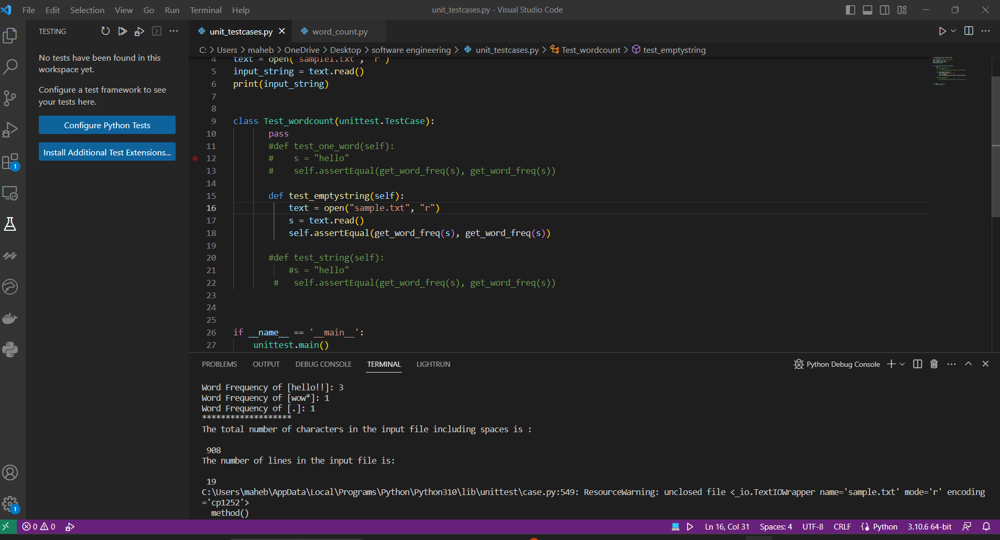 File Edit Selection View Go Run Terminal Help
unit_testcases.py - Visual Studio Code
TESTING
No tests have been found in this
workspace yet.
Configure a test framework to see
your tests here.
Configure Python Tests
Install Additional Test Extensions...
1
1
unit_testcases.py
word_count.py
C: > Users > maheb > OneDrive > Desktop > software engineering > unit_testcases.py > Test_wordcount > test_emptystring
4 text = open("sample1.txt", "r")
5 input_string = text.read()
6 print(input_string)
7
8
9 class Test_wordcount(unittest.TestCase):
10 pass
11 #def test_one_word(self):
12 #    s = "hello"
13 #    self.assertEqual(get_word_freq(s), get_word_freq(s))
14
15 def test_emptystring(self):
16 text = open("sample.txt", "r")
17 s = text.read()
18 self.assertEqual(get_word_freq(s), get_word_freq(s))
19
20 #def test_string(self):
21 #s = "hello"
22 #   self.assertEqual(get_word_freq(s), get_word_freq(s))
23
24
25
26 if __name__ == '__main__':
27 unittest.main()
PROBLEMS OUTPUT DEBUG CONSOLE TERMINAL LIGHTRUN
Python Debug Console
Word Frequency of [hello!!]: 3
Word Frequency of [wow*]: 1
Word Frequency of [.]: 1
*******************
The total number of characters in the input file including spaces is :
908
The number of lines in the input file is:
19
C:\Users\maheb\AppData\Local\Programs\Python\Python310\lib\unittest\case.py:549: ResourceWarning: unclosed file <_io.TextIOWrapper name='sample.txt' mode='r' encoding
='cp1252'>
method()
0 0
Ln 16, Col 31 Spaces: 4 UTF-8 CRLF Python 3.10.6 64-bit